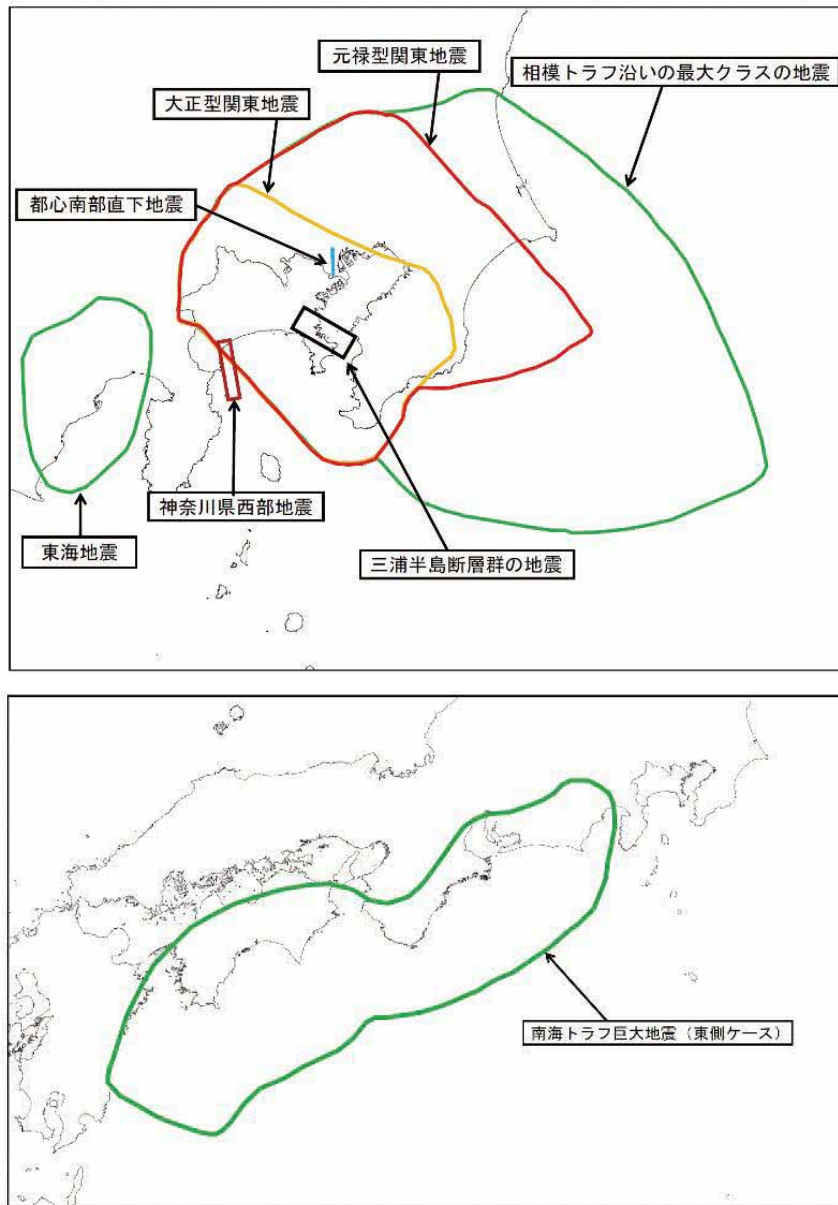 元禄型関東地震
相模トラフ沿いの最大クラスの地震
大正型関東地震
都心南部直下地震
神奈川県西部地震
東海地震
三浦半島断層群の地震
南海トラフ巨大地震（東側ケース）